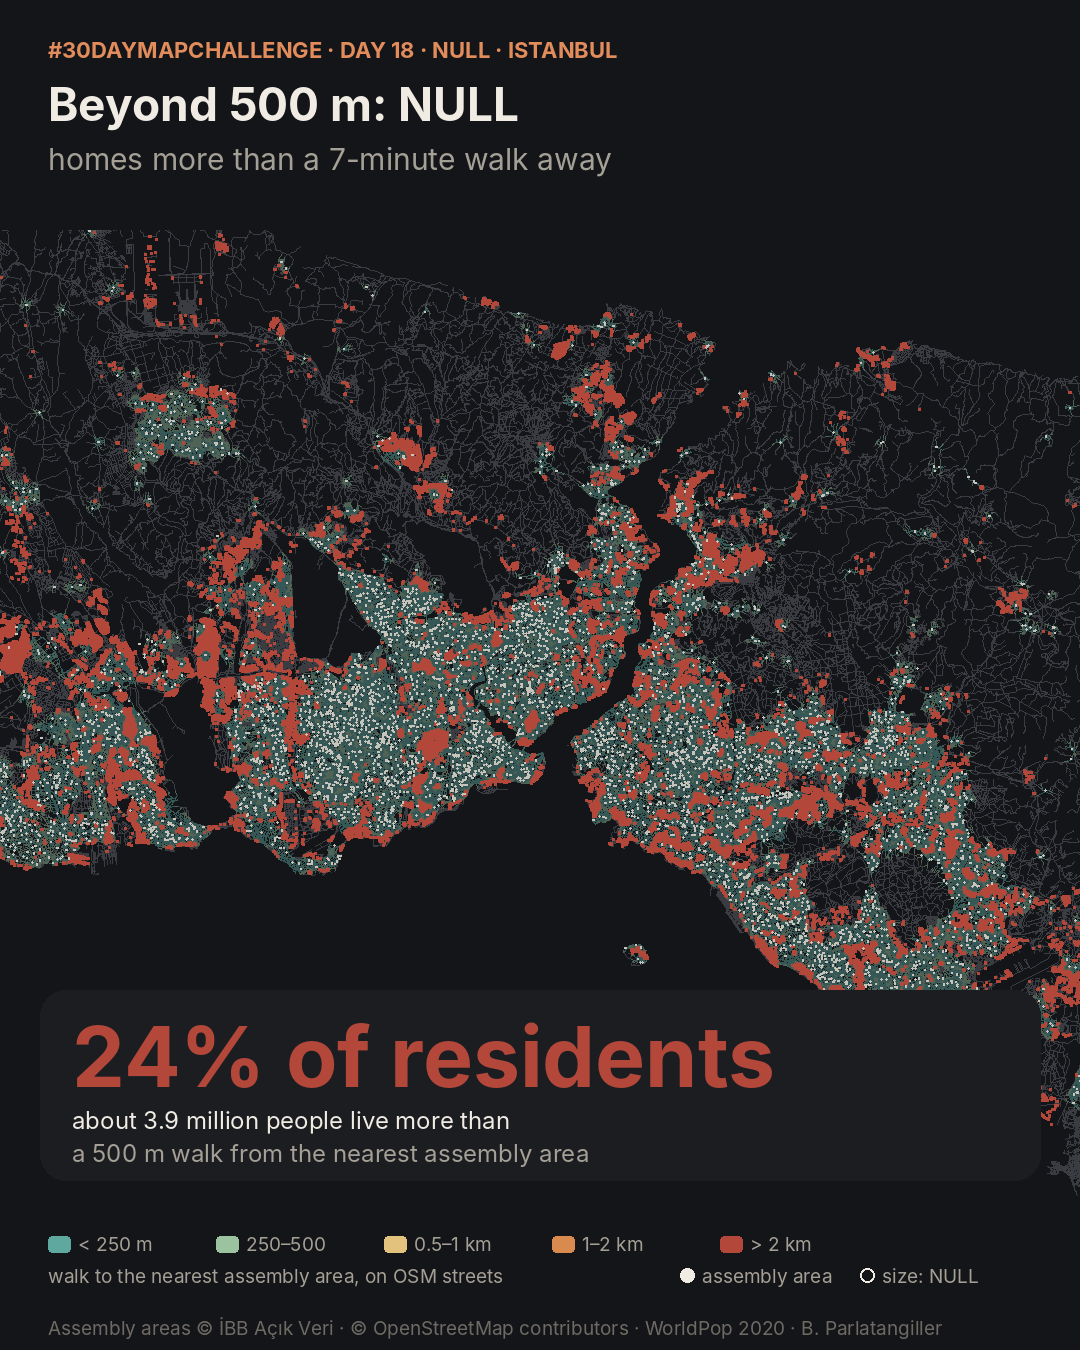 #30DAYMAPCHALLENGE · DAY 18 · NULL · ISTANBUL
Beyond 500 m: NULL
homes more than a 7-minute walk away
24% of residents
about 3.9 million people live more than
a 500 m walk from the nearest assembly area
< 250 m 250–500 0.5–1 km 1–2 km > 2 km
walk to the nearest assembly area, on OSM streets assembly area size: NULL
Assembly areas © İBB Açık Veri · © OpenStreetMap contributors · WorldPop 2020 · B. Parlatangiller